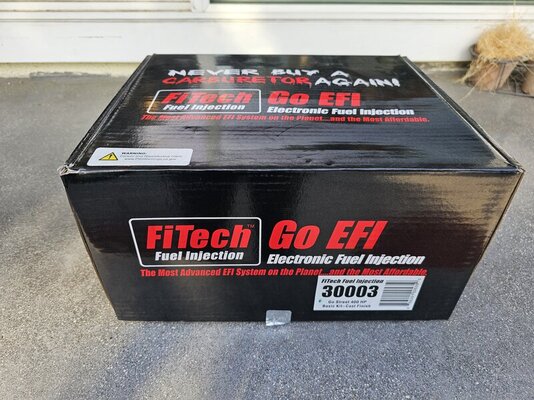 NEVER BUY A
CARBURETOR AGAIN!
FiTech Go EFI
Fuel Injection Electronic Fuel Injection
The Most Advanced EFI System on the Planet...and the Most Affordable.
WARNING:
FiTech™ Go EFI
Fuel Injection Electronic Fuel Injection
The Most Advanced EFI System on the Planet...and the Most Affordable.
FiTech Fuel Injection
30003
Go Street 400 HP
Basic Kit-Cast Finish